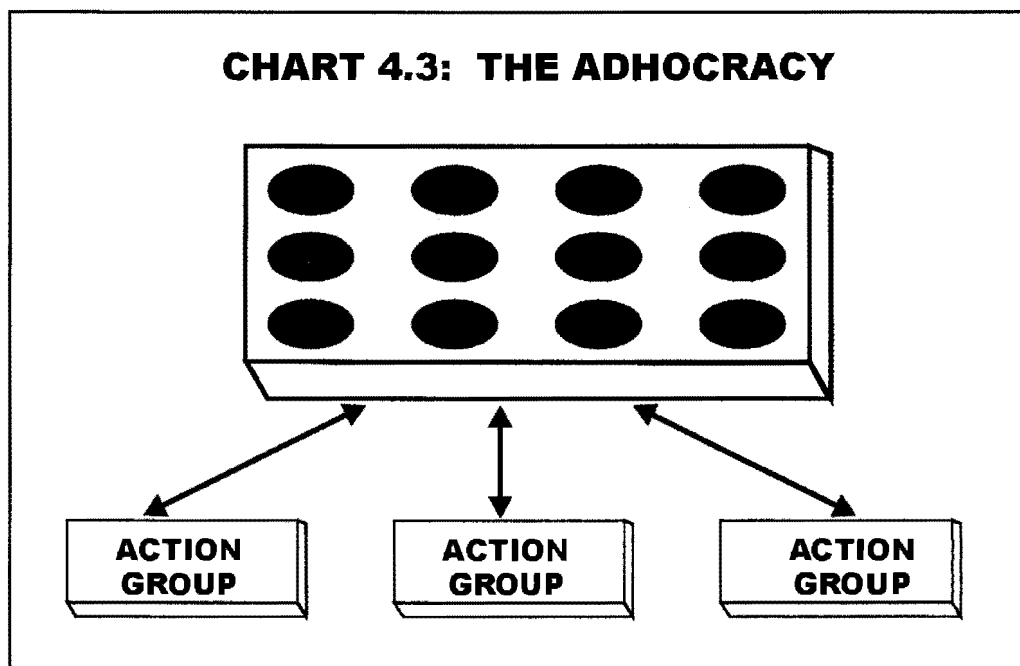 CHART 4.3: THE ADHOCRACY
ACTION
GROUP
ACTION
GROUP
ACTION
GROUP